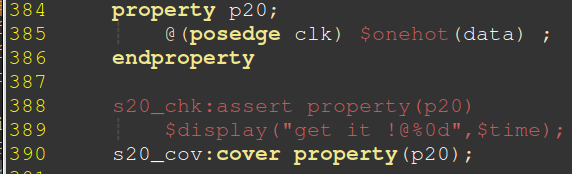 384 property p20;
385 @(posedge clk) $onehot(data) ;
386 endproperty
387
388 s20_chk:assert property(p20)
389 $display("get it !@%0d",$time);
390 s20_cov:cover property(p20);